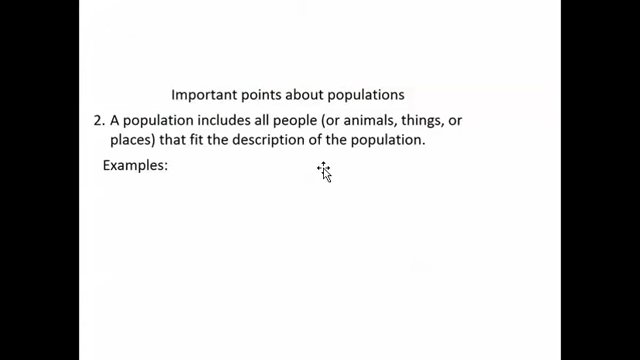 Important points about populations
2. A population includes all people (or animals, things, or
places) that fit the description of the population.
Examples: